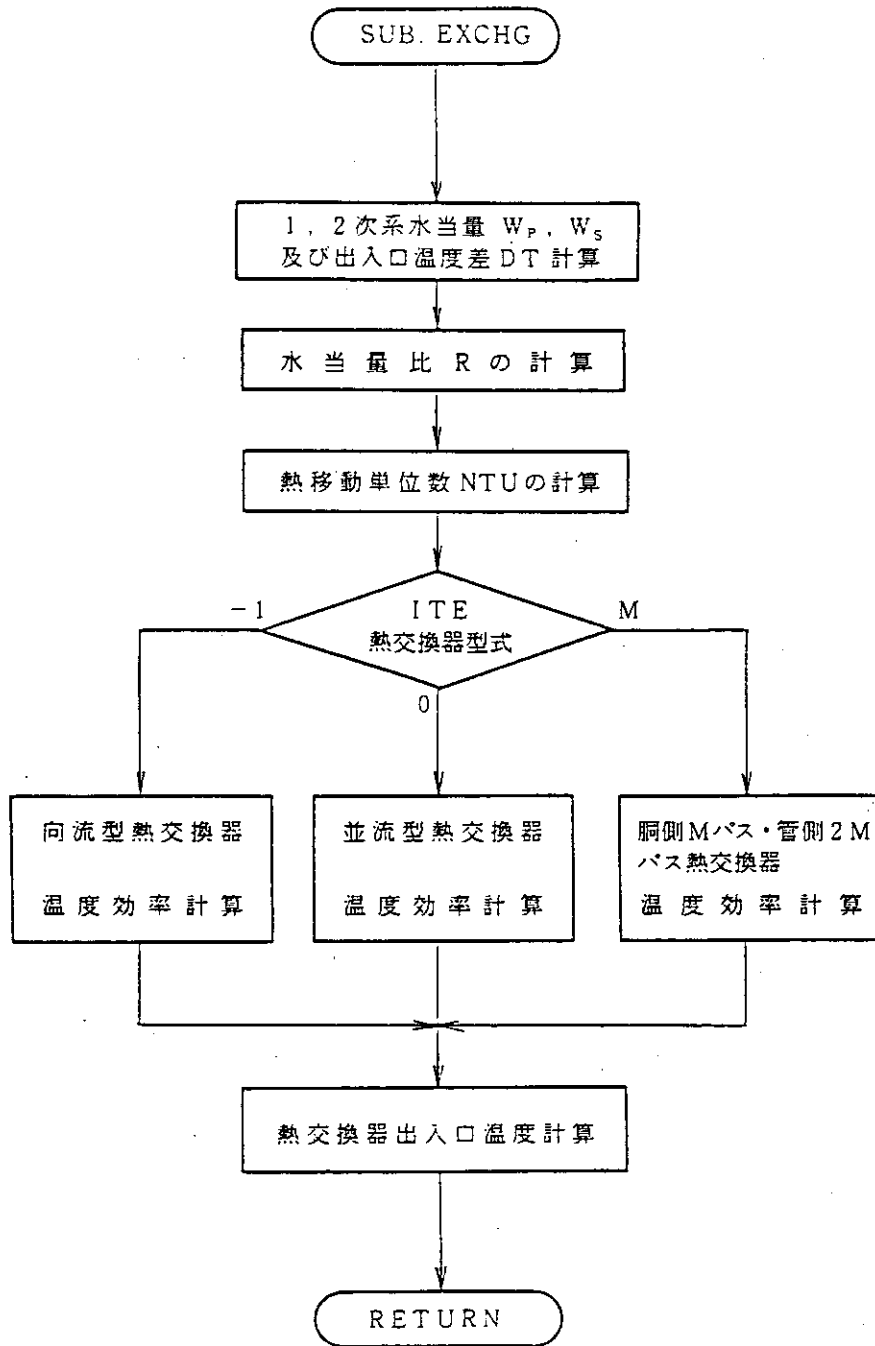 SUB. EXCHG
1, 2次系水当量 WP, WS
及び出入口温度差DT計算
水当量比Rの計算
熱移動単位数NTUの計算
-1
ITE
M
熱交換器型式
0
向流型熱交換器
温度効率計算
並流型熱交換器
温度効率計算
胴側Mパス・管側2M
パス熱交換器
温度効率計算
熱交換器出入口温度計算
RETURN